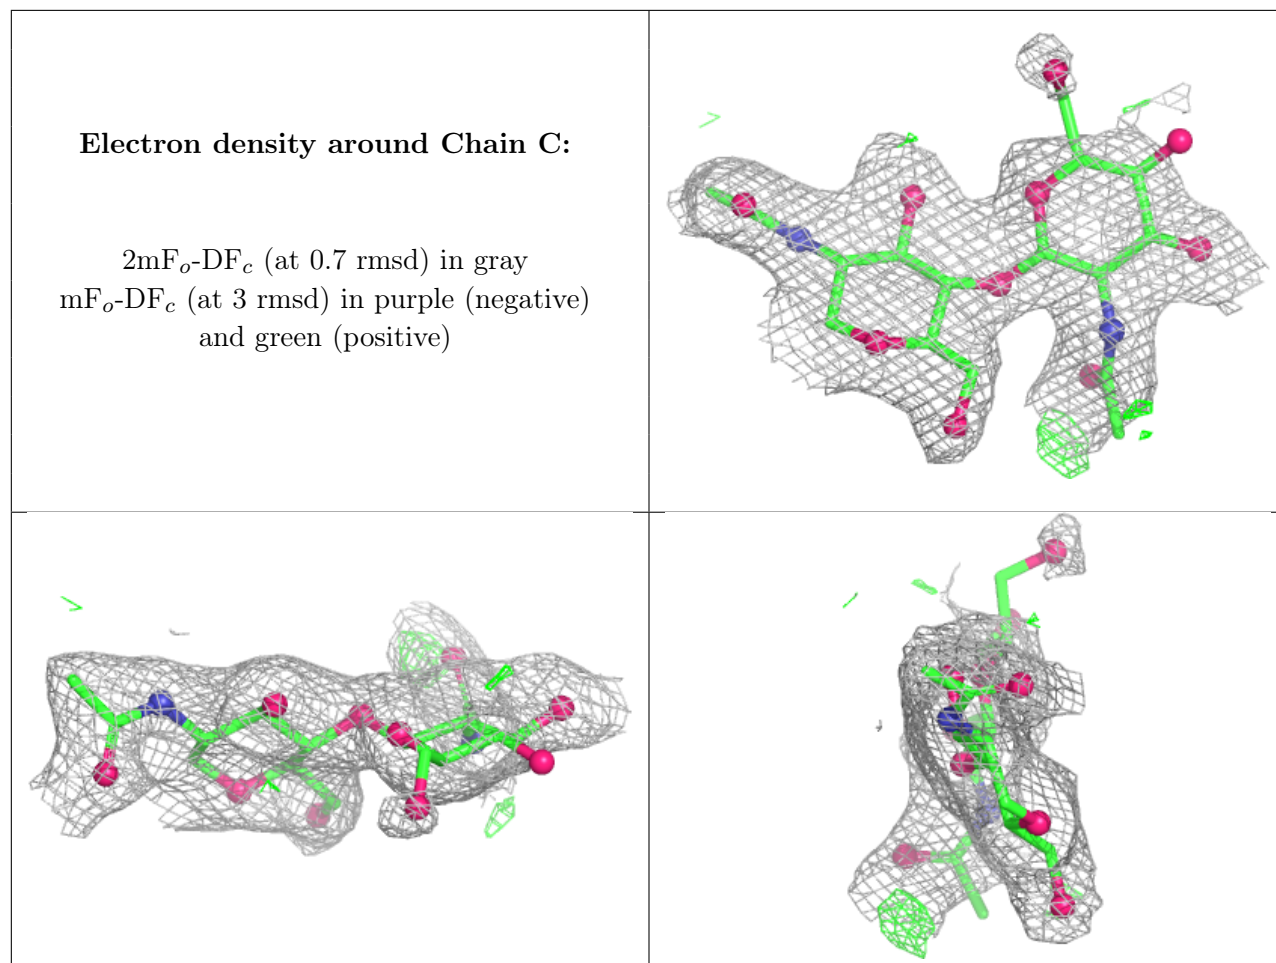 Electron density around Chain C:
2mFo-DFc (at 0.7 rmsd) in gray
mFo-DFc (at 3 rmsd) in purple (negative)
and green (positive)